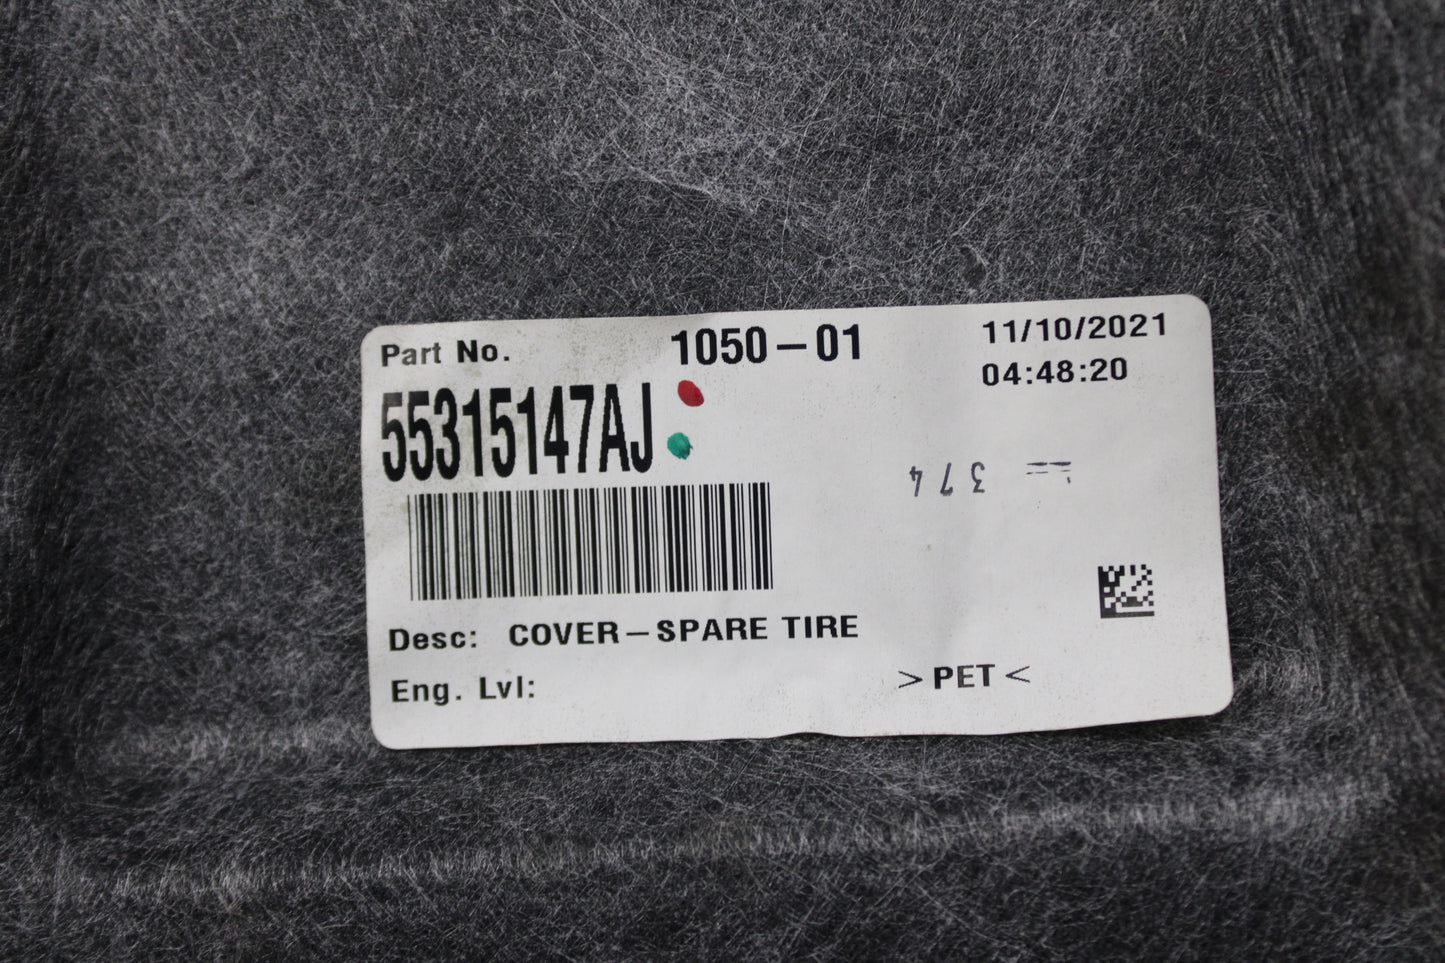 Part No. 1050-01 11/10/2021
04:48:20
55315147AJ
374
Desc: COVER-SPARE TIRE
Eng. Lvl: >PET<